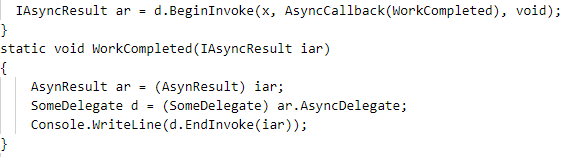 IAsyncResult ar = d.BeginInvoke(x, AsyncCallback(WorkCompleted), void);
}
static void WorkCompleted(IAsyncResult iar)
{
AsynResult ar = (AsynResult) iar;
SomeDelegate d = (SomeDelegate) ar.AsyncDelegate;
Console.WriteLine(d.EndInvoke(iar));
}